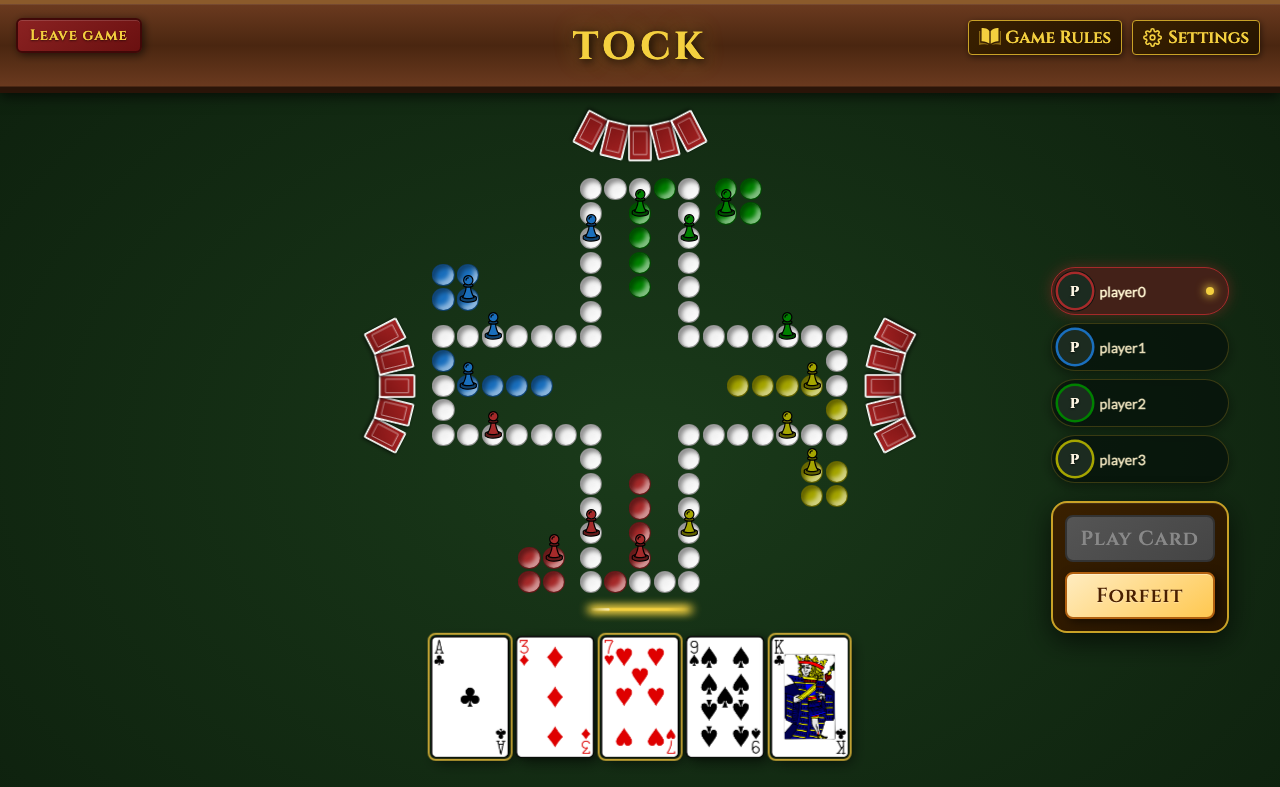 LEAVE GAME
TOCK
GAME RULES
SETTINGS
P player0
P player1
P player2
P player3
PLAY CARD
FORFEIT
A 3 7 9 K
A 3 7 9 K